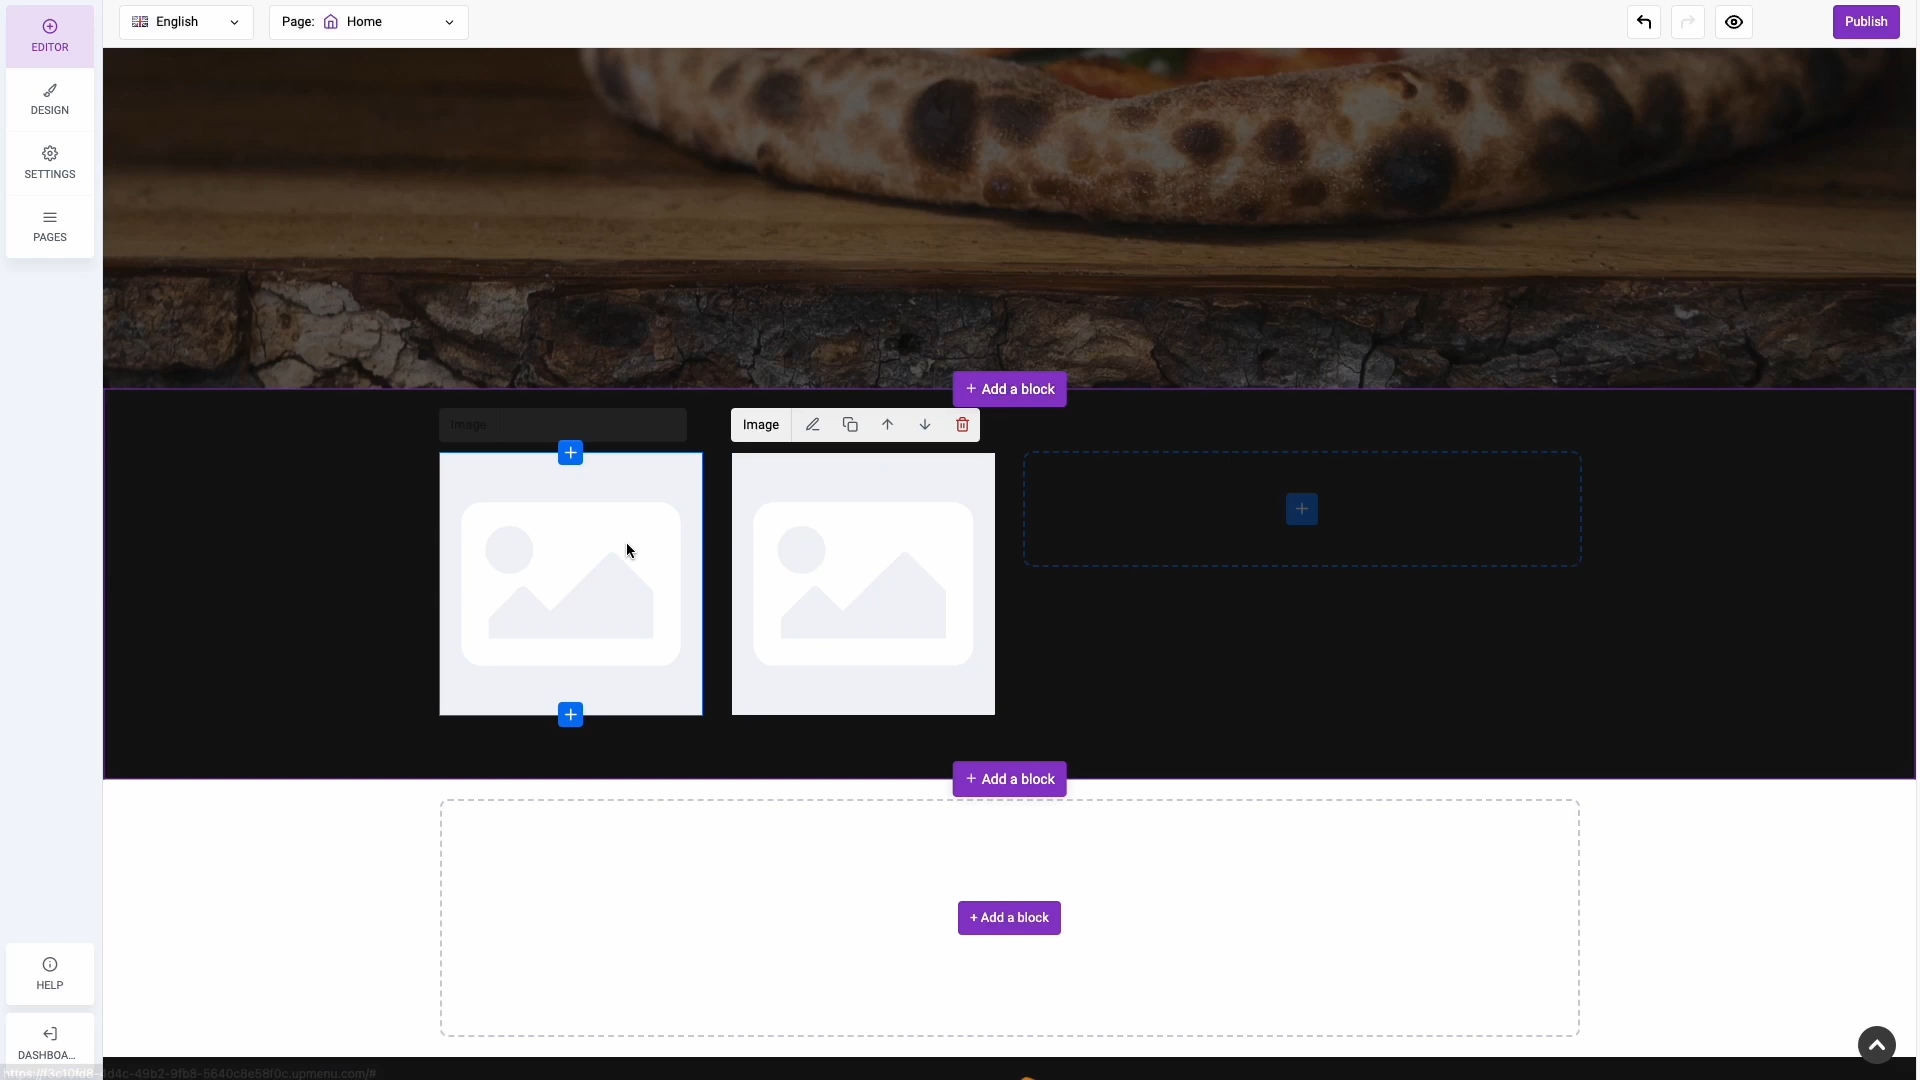 English
Page: Home
Publish
EDITOR
DESIGN
SETTINGS
PAGES
+ Add a block
Image
Image
+ Add a block
+ Add a block
HELP
DASHBOA...